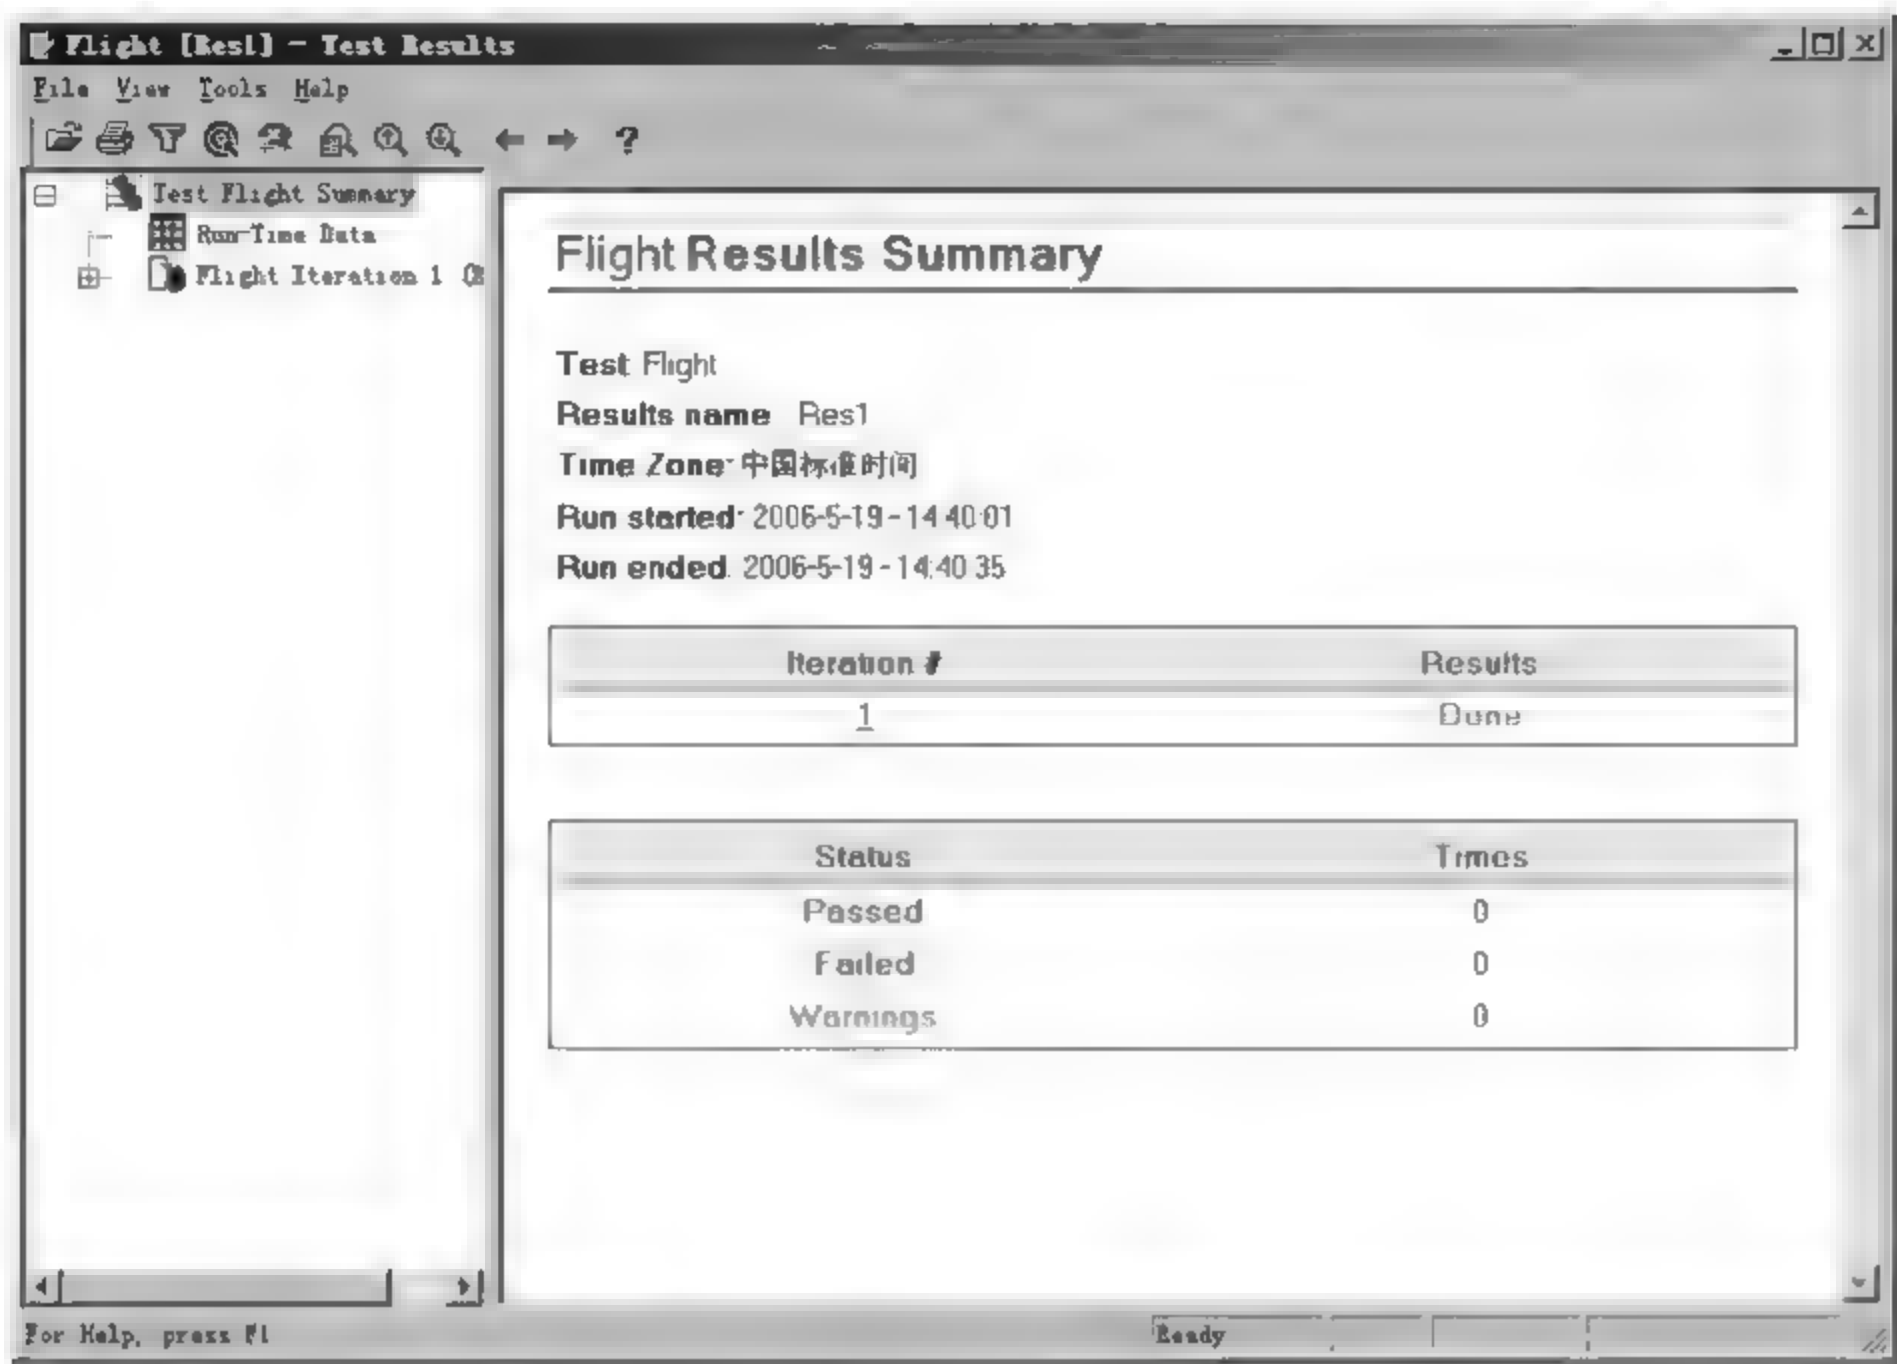 Flight [Res1] - Test Results
File View Tools Help
Test Flight Summary
Run-Time Data
Flight Iteration 1 (
Flight Results Summary
Test Flight
Results name Res1
Time Zone: 中国标准时间
Run started: 2006-5-19 - 14:40:01
Run ended: 2006-5-19 - 14:40:35
Iteration # Results
1 Done
Status Times
Passed 0
Failed 0
Warnings 0
For Help, press F1 Ready